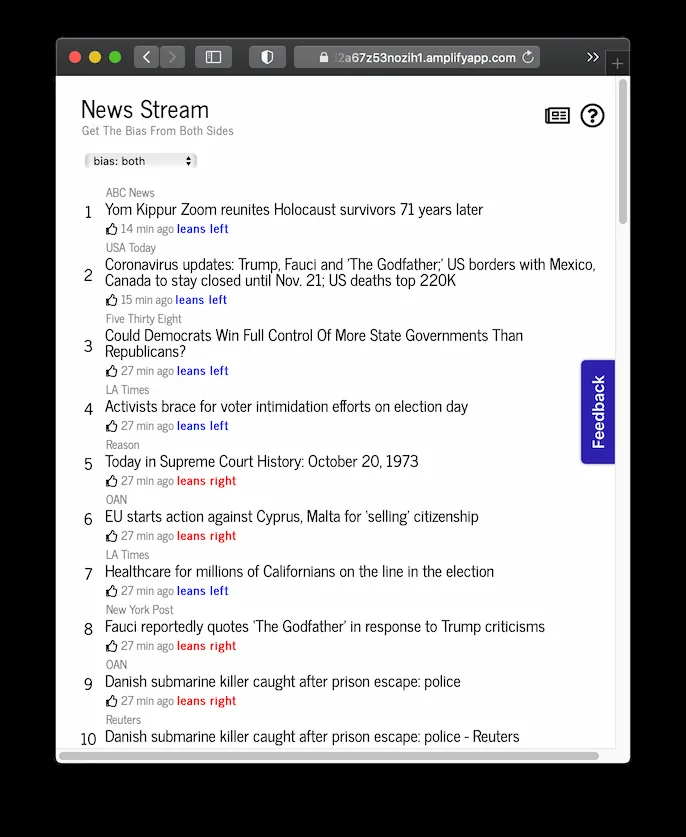 2a67z53nozih1.amplifyapp.com
News Stream
Get The Bias From Both Sides
bias: both
ABC News
1 Yom Kippur Zoom reunites Holocaust survivors 71 years later
14 min ago leans left
USA Today
2 Coronavirus updates: Trump, Fauci and 'The Godfather;' US borders with Mexico,
Canada to stay closed until Nov. 21; US deaths top 220K
15 min ago leans left
Five Thirty Eight
3 Could Democrats Win Full Control Of More State Governments Than
Republicans?
27 min ago leans left
LA Times
4 Activists brace for voter intimidation efforts on election day
27 min ago leans left
Reason
5 Today in Supreme Court History: October 20, 1973
27 min ago leans right
OAN
6 EU starts action against Cyprus, Malta for 'selling' citizenship
27 min ago leans right
LA Times
7 Healthcare for millions of Californians on the line in the election
27 min ago leans left
New York Post
8 Fauci reportedly quotes 'The Godfather' in response to Trump criticisms
27 min ago leans right
OAN
9 Danish submarine killer caught after prison escape: police
27 min ago leans right
Reuters
10 Danish submarine killer caught after prison escape: police - Reuters
Feedback